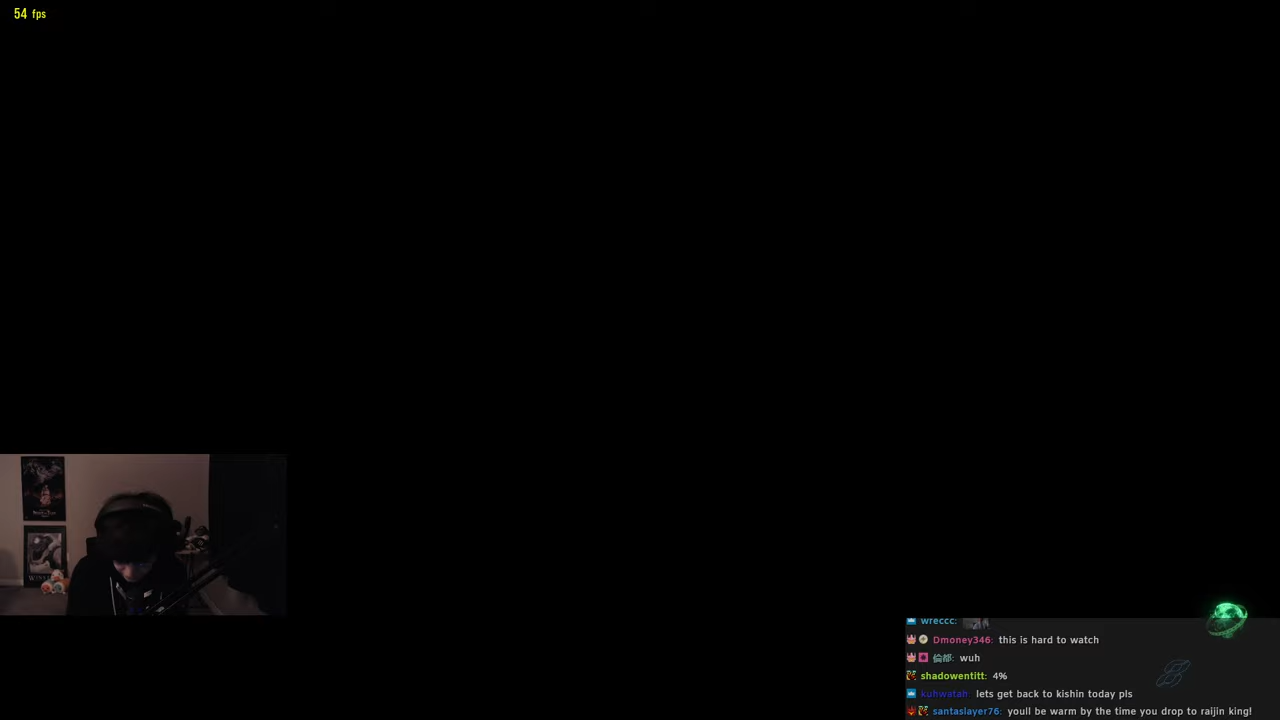 54 fps
wreccc:
Dmoney346: this is hard to watch
倫都: wuh
shadowentitt: 4%
kuhwatah: lets get back to kishin today pls
santaslayer76: youll be warm by the time you drop to raijin king!